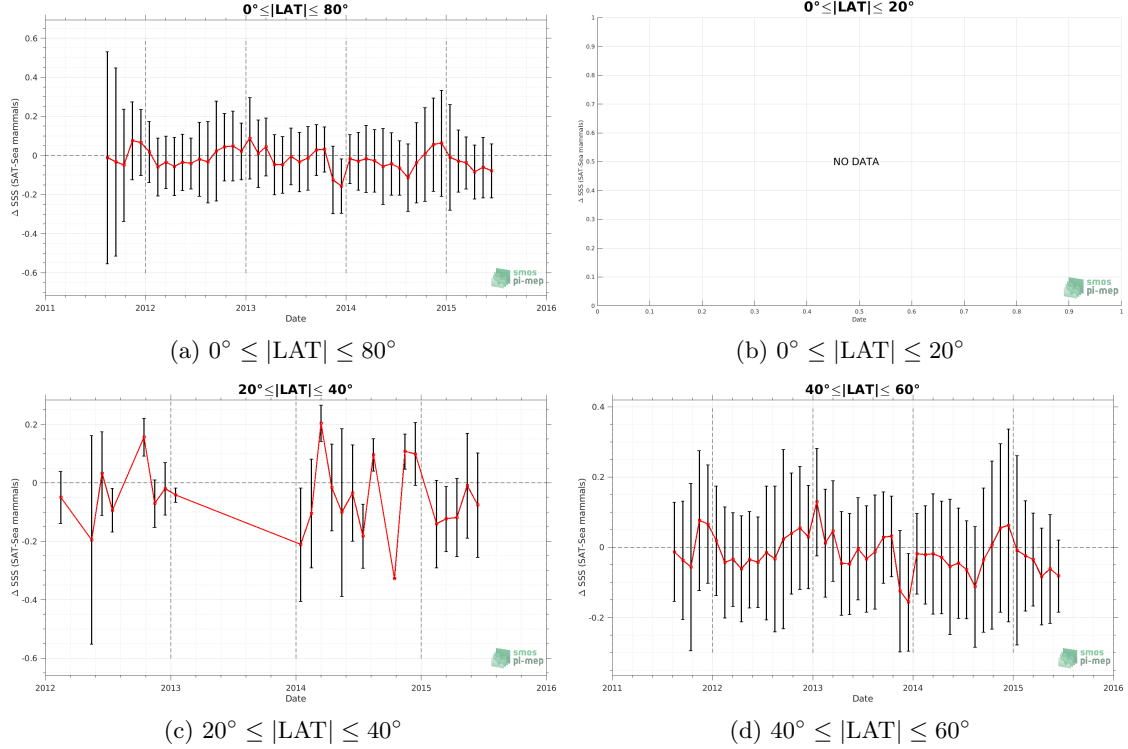 0°≤|LAT|≤ 80°
Δ SSS (SAT-Sea mammals)
0.6
0.4
0.2
0
-0.2
-0.4
-0.6
2011 2012 2013 2014 2015 2016
Date
smos
pi-mep
(a) 0° ≤ |LAT| ≤ 80°
0°≤|LAT|≤ 20°
Δ SSS (SAT-Sea mammals)
1
0.9
0.8
0.7
0.6
0.5
0.4
0.3
0.2
0.1
0
NO DATA
0 0.1 0.2 0.3 0.4 0.5 0.6 0.7 0.8 0.9 1
Date
smos
pi-mep
(b) 0° ≤ |LAT| ≤ 20°
20°≤|LAT|≤ 40°
Δ SSS (SAT-Sea mammals)
0.2
0
-0.2
-0.4
-0.6
2012 2013 2014 2015 2016
Date
smos
pi-mep
(c) 20° ≤ |LAT| ≤ 40°
40°≤|LAT|≤ 60°
Δ SSS (SAT-Sea mammals)
0.4
0.2
0
-0.2
2011 2012 2013 2014 2015 2016
Date
smos
pi-mep
(d) 40° ≤ |LAT| ≤ 60°